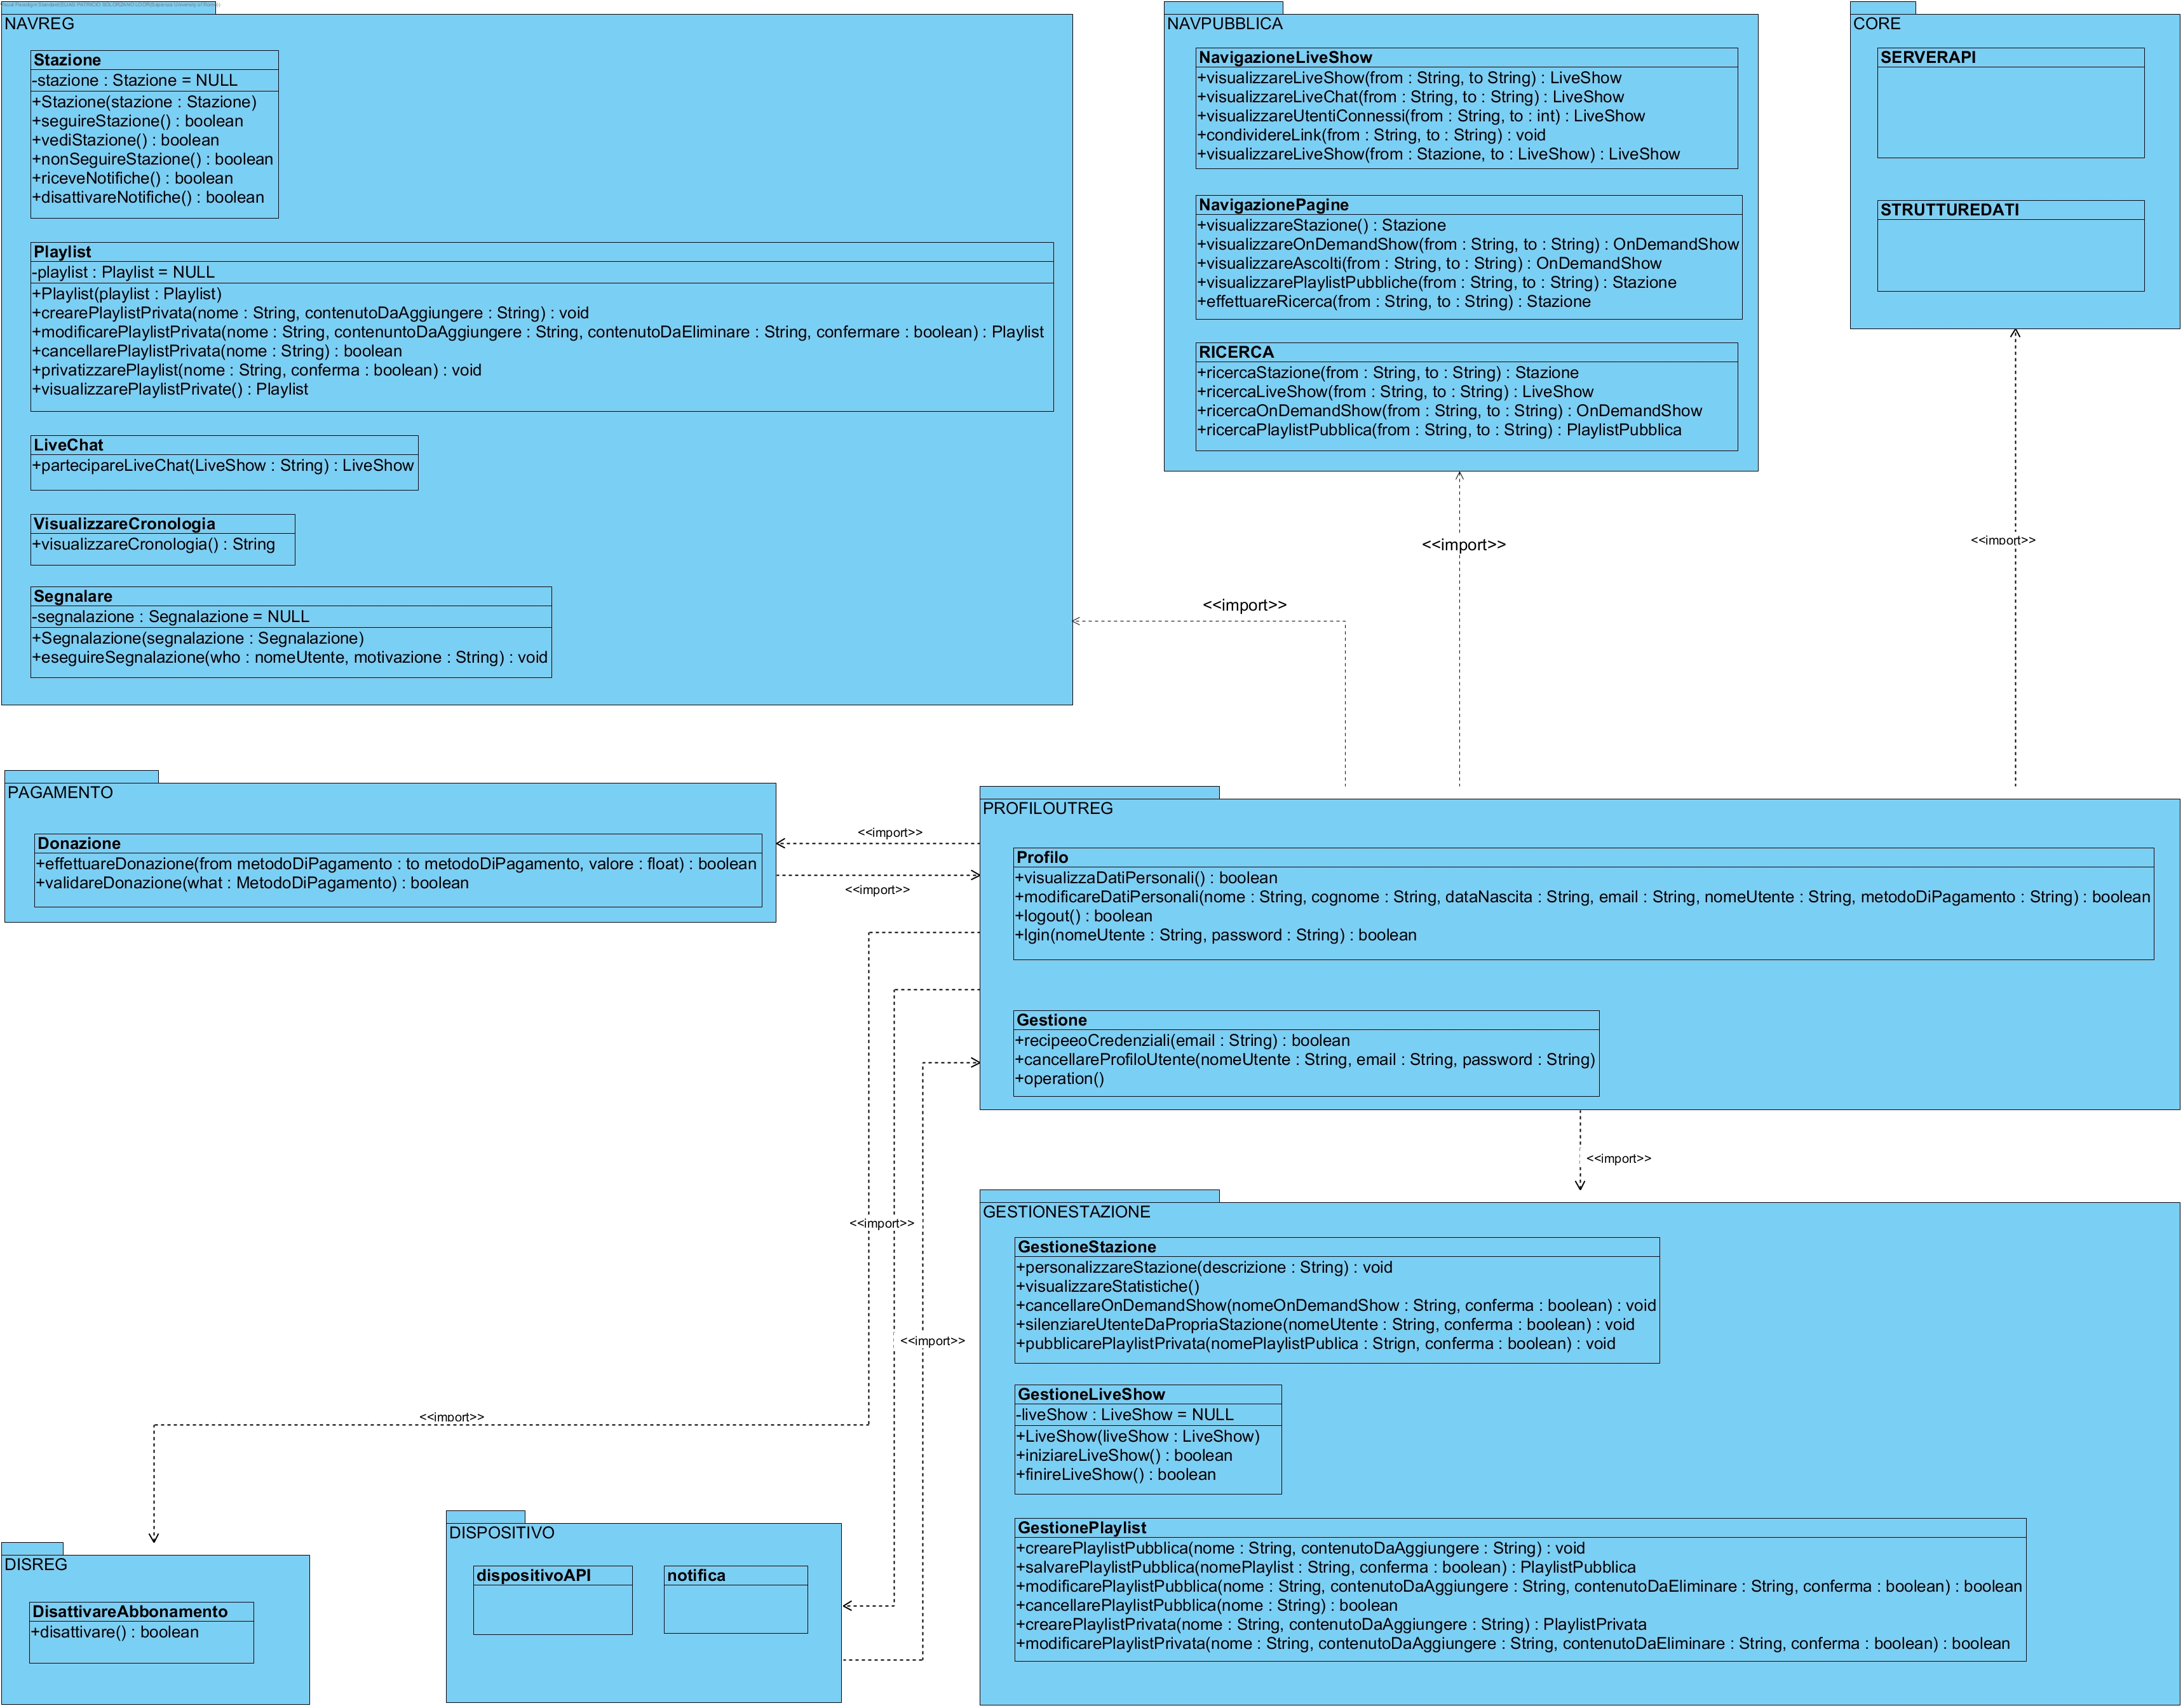 Visual Paradigm Standard(ELIAS PATRICIO SOLORZANO LOOR(Sapienza University of Rome))
NAVREG
Stazione
-stazione : Stazione = NULL
+Stazione(stazione : Stazione)
+seguireStazione() : boolean
+vediStazione() : boolean
+nonSeguireStazione() : boolean
+riceveNotifiche() : boolean
+disattivareNotifiche() : boolean
Playlist
-playlist : Playlist = NULL
+Playlist(playlist : Playlist)
+crearePlaylistPrivata(nome : String, contenutoDaAggiungere : String) : void
+modificarePlaylistPrivata(nome : String, contenuntoDaAggiungere : String, contenutoDaEliminare : String, confermare : boolean) : Playlist
+cancellarePlaylistPrivata(nome : String) : boolean
+privatizzarePlaylist(nome : String, conferma : boolean) : void
+visualizzarePlaylistPrivate() : Playlist
LiveChat
+partecipareLiveChat(LiveShow : String) : LiveShow
VisualizzareCronologia
+visualizzareCronologia() : String
Segnalare
-segnalazione : Segnalazione = NULL
+Segnalazione(segnalazione : Segnalazione)
+eseguireSegnalazione(who : nomeUtente, motivazione : String) : void
NAVPUBBLICA
NavigazioneLiveShow
+visualizzareLiveShow(from : String, to String) : LiveShow
+visualizzareLiveChat(from : String, to : String) : LiveShow
+visualizzareUtentiConnessi(from : String, to : int) : LiveShow
+condividereLink(from : String, to : String) : void
+visualizzareLiveShow(from : Stazione, to : LiveShow) : LiveShow
NavigazionePagine
+visualizzareStazione() : Stazione
+visualizzareOnDemandShow(from : String, to : String) : OnDemandShow
+visualizzareAscolti(from : String, to : String) : OnDemandShow
+visualizzarePlaylistPubbliche(from : String, to : String) : Stazione
+effettuareRicerca(from : String, to : String) : Stazione
RICERCA
+ricercaStazione(from : String, to : String) : Stazione
+ricercaLiveShow(from : String, to : String) : LiveShow
+ricercaOnDemandShow(from : String, to : String) : OnDemandShow
+ricercaPlaylistPubblica(from : String, to : String) : PlaylistPubblica
CORE
SERVERAPI
STRUTTUREDATI
<<import>>
<<import>>
<<import>>
PAGAMENTO
Donazione
+effettuareDonazione(from metodoDiPagamento : to metodoDiPagamento, valore : float) : boolean
+validareDonazione(what : MetodoDiPagamento) : boolean
<<import>>
<<import>>
PROFILOUTREG
Profilo
+visualizzaDatiPersonali() : boolean
+modificareDatiPersonali(nome : String, cognome : String, dataNascita : String, email : String, nomeUtente : String, metodoDiPagamento : String) : boolean
+logout() : boolean
+lgin(nomeUtente : String, password : String) : boolean
Gestione
+recipeeoCredenziali(email : String) : boolean
+cancellareProfiloUtente(nomeUtente : String, email : String, password : String)
+operation()
<<import>>
<<import>>
<<import>>
<<import>>
GESTIONESTAZIONE
GestioneStazione
+personalizzareStazione(descrizione : String) : void
+visualizzareStatistiche()
+cancellareOnDemandShow(nomeOnDemandShow : String, conferma : boolean) : void
+silenziareUtenteDaPropriaStazione(nomeUtente : String, conferma : boolean) : void
+pubblicarePlaylistPrivata(nomePlaylistPublica : Strign, conferma : boolean) : void
GestioneLiveShow
-liveShow : LiveShow = NULL
+LiveShow(liveShow : LiveShow)
+iniziareLiveShow() : boolean
+finireLiveShow() : boolean
GestionePlaylist
+crearePlaylistPubblica(nome : String, contenutoDaAggiungere : String) : void
+salvarePlaylistPubblica(nomePlaylist : String, conferma : boolean) : PlaylistPubblica
+modificarePlaylistPubblica(nome : String, contenutoDaAggiungere : String, contenutoDaEliminare : String, conferma : boolean) : boolean
+cancellarePlaylistPubblica(nome : String) : boolean
+crearePlaylistPrivata(nome : String, contenutoDaAggiungere : String) : PlaylistPrivata
+modificarePlaylistPrivata(nome : String, contenutoDaAggiungere : String, contenutoDaEliminare : String, conferma : boolean) : boolean
DISREG
DisattivareAbbonamento
+disattivare() : boolean
DISPOSITIVO
dispositivoAPI
notifica